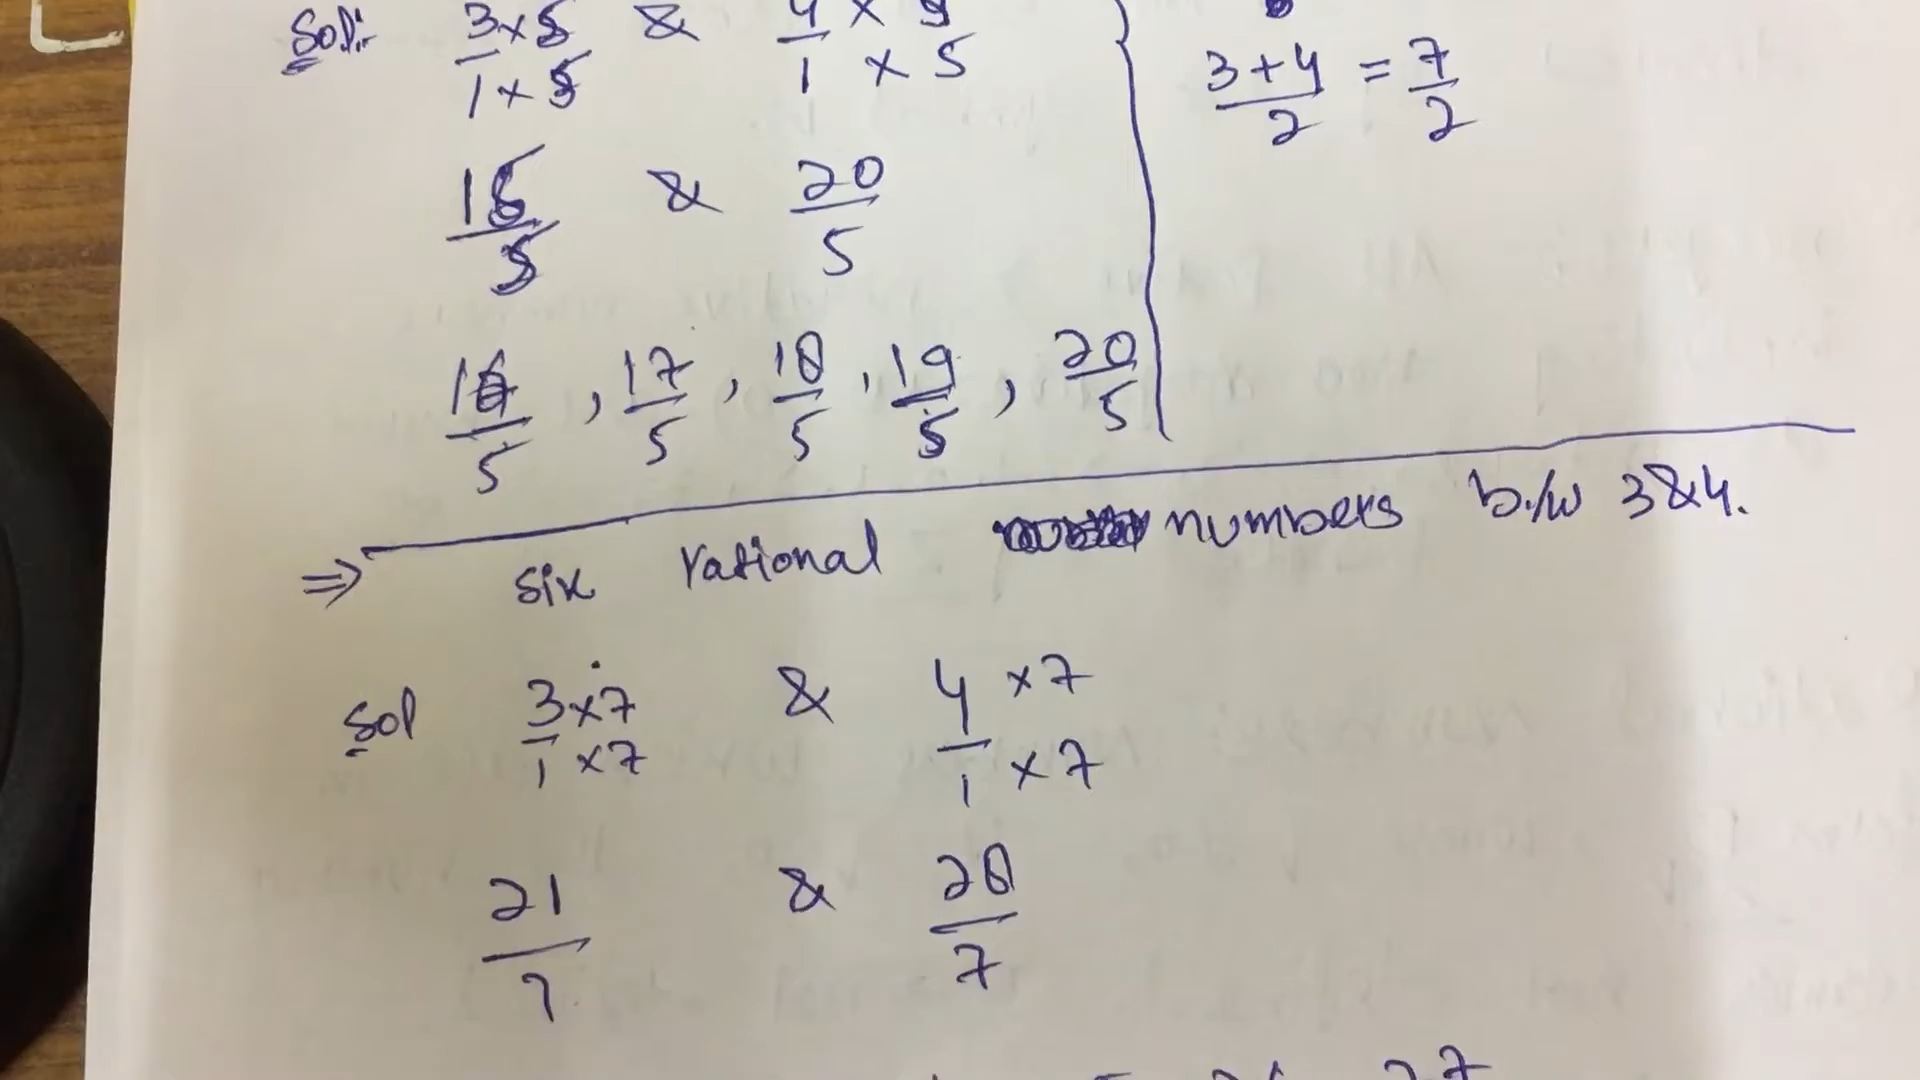 Sol:- 3×5/1×5 & 4×5/1×5
15/5 & 20/5
16/5 , 17/5 , 18/5 , 19/5 , 20/5
3+4/2 = 7/2
⇒ six rational numbers b/w 3&4.
Sol 3×7/1×7 & 4×7/1×7
21/7 & 28/7
27